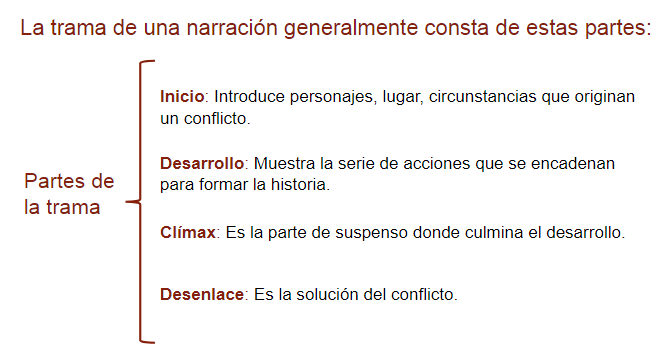 La trama de una narración generalmente consta de estas partes:
Inicio: Introduce personajes, lugar, circunstancias que originan
un conflicto.
Desarrollo: Muestra la serie de acciones que se encadenan
para formar la historia.
Partes de
la trama
Clímax: Es la parte de suspenso donde culmina el desarrollo.
Desenlace: Es la solución del conflicto.